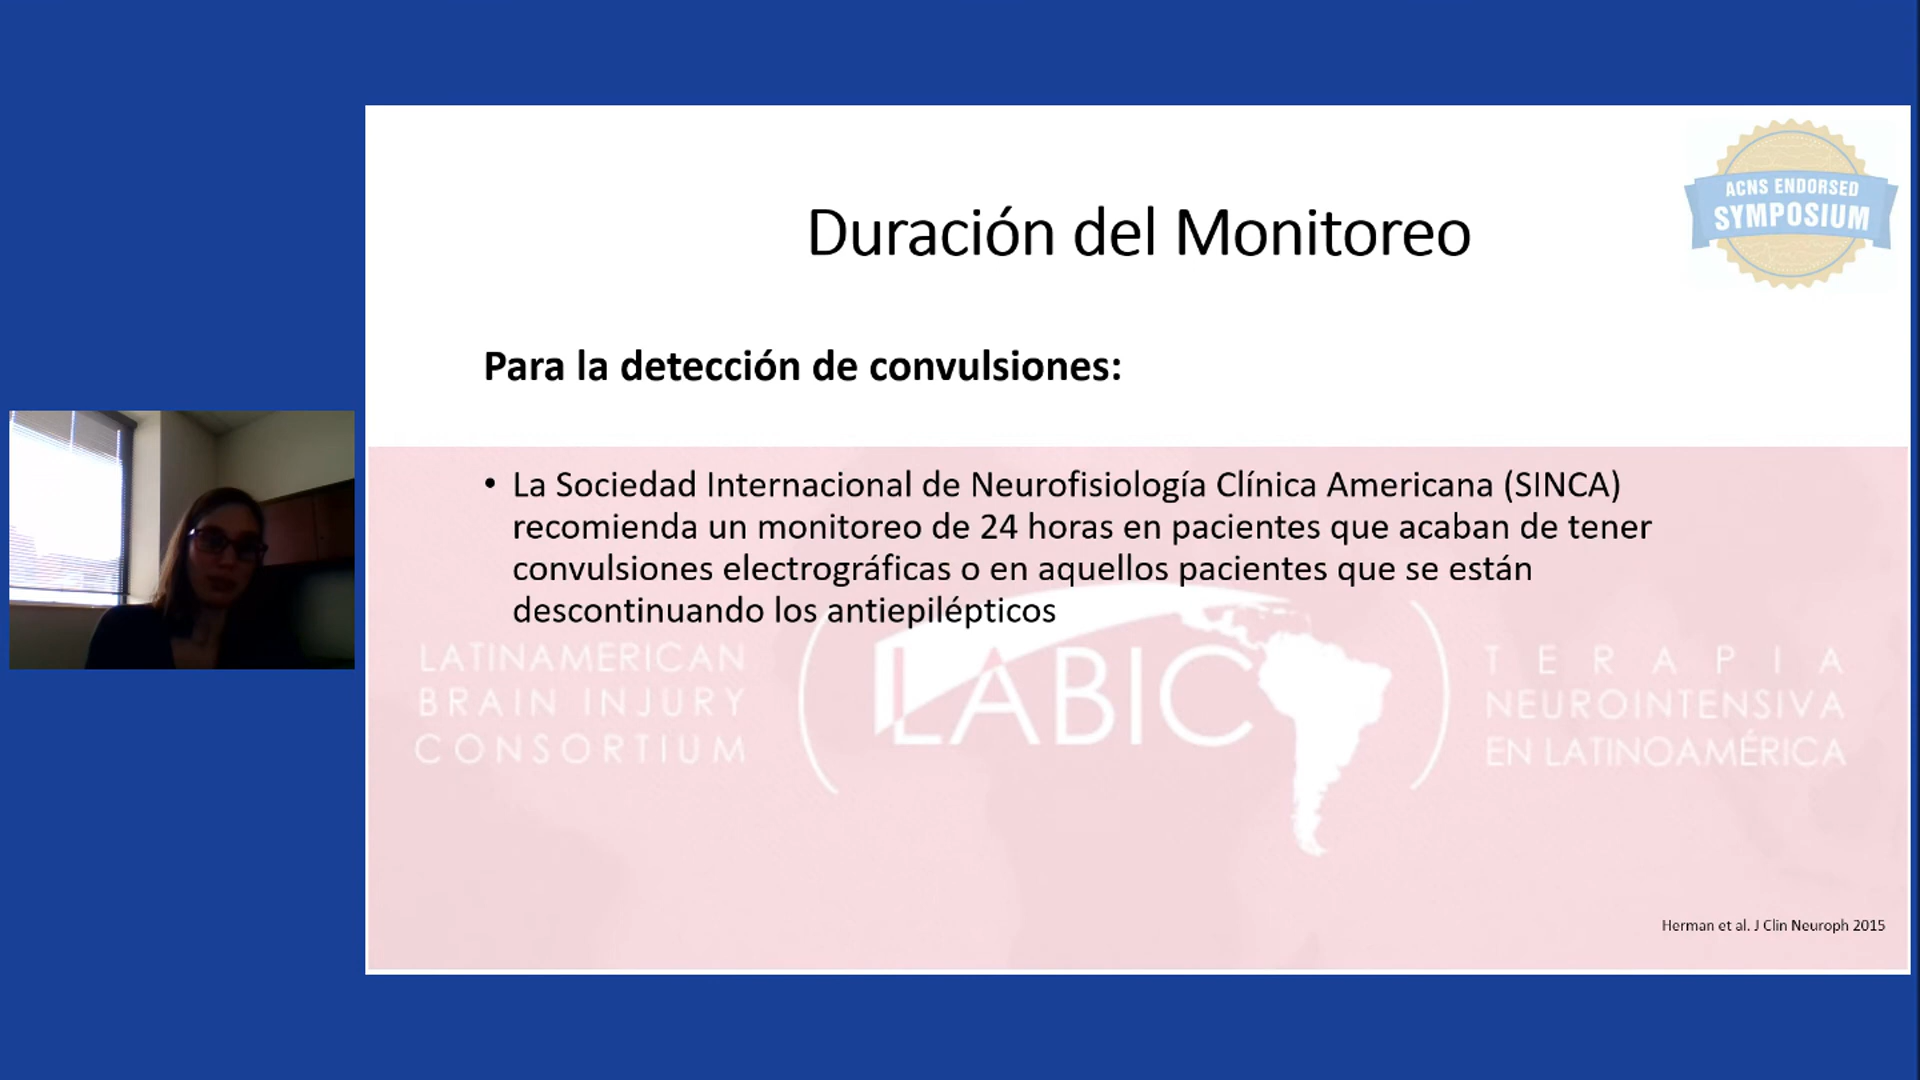 ACNS ENDORSED
SYMPOSIUM
Duración del Monitoreo
Para la detección de convulsiones:
• La Sociedad Internacional de Neurofisiología Clínica Americana (SINCA)
recomienda un monitoreo de 24 horas en pacientes que acaban de tener
convulsiones electrográficas o en aquellos pacientes que se están
descontinuando los antiepilépticos
LATINAMERICAN
BRAIN INJURY
CONSORTIUM
LABIC
TERAPIA
NEUROINTENSIVA
EN LATINOAMÉRICA
Herman et al. J Clin Neuroph 2015